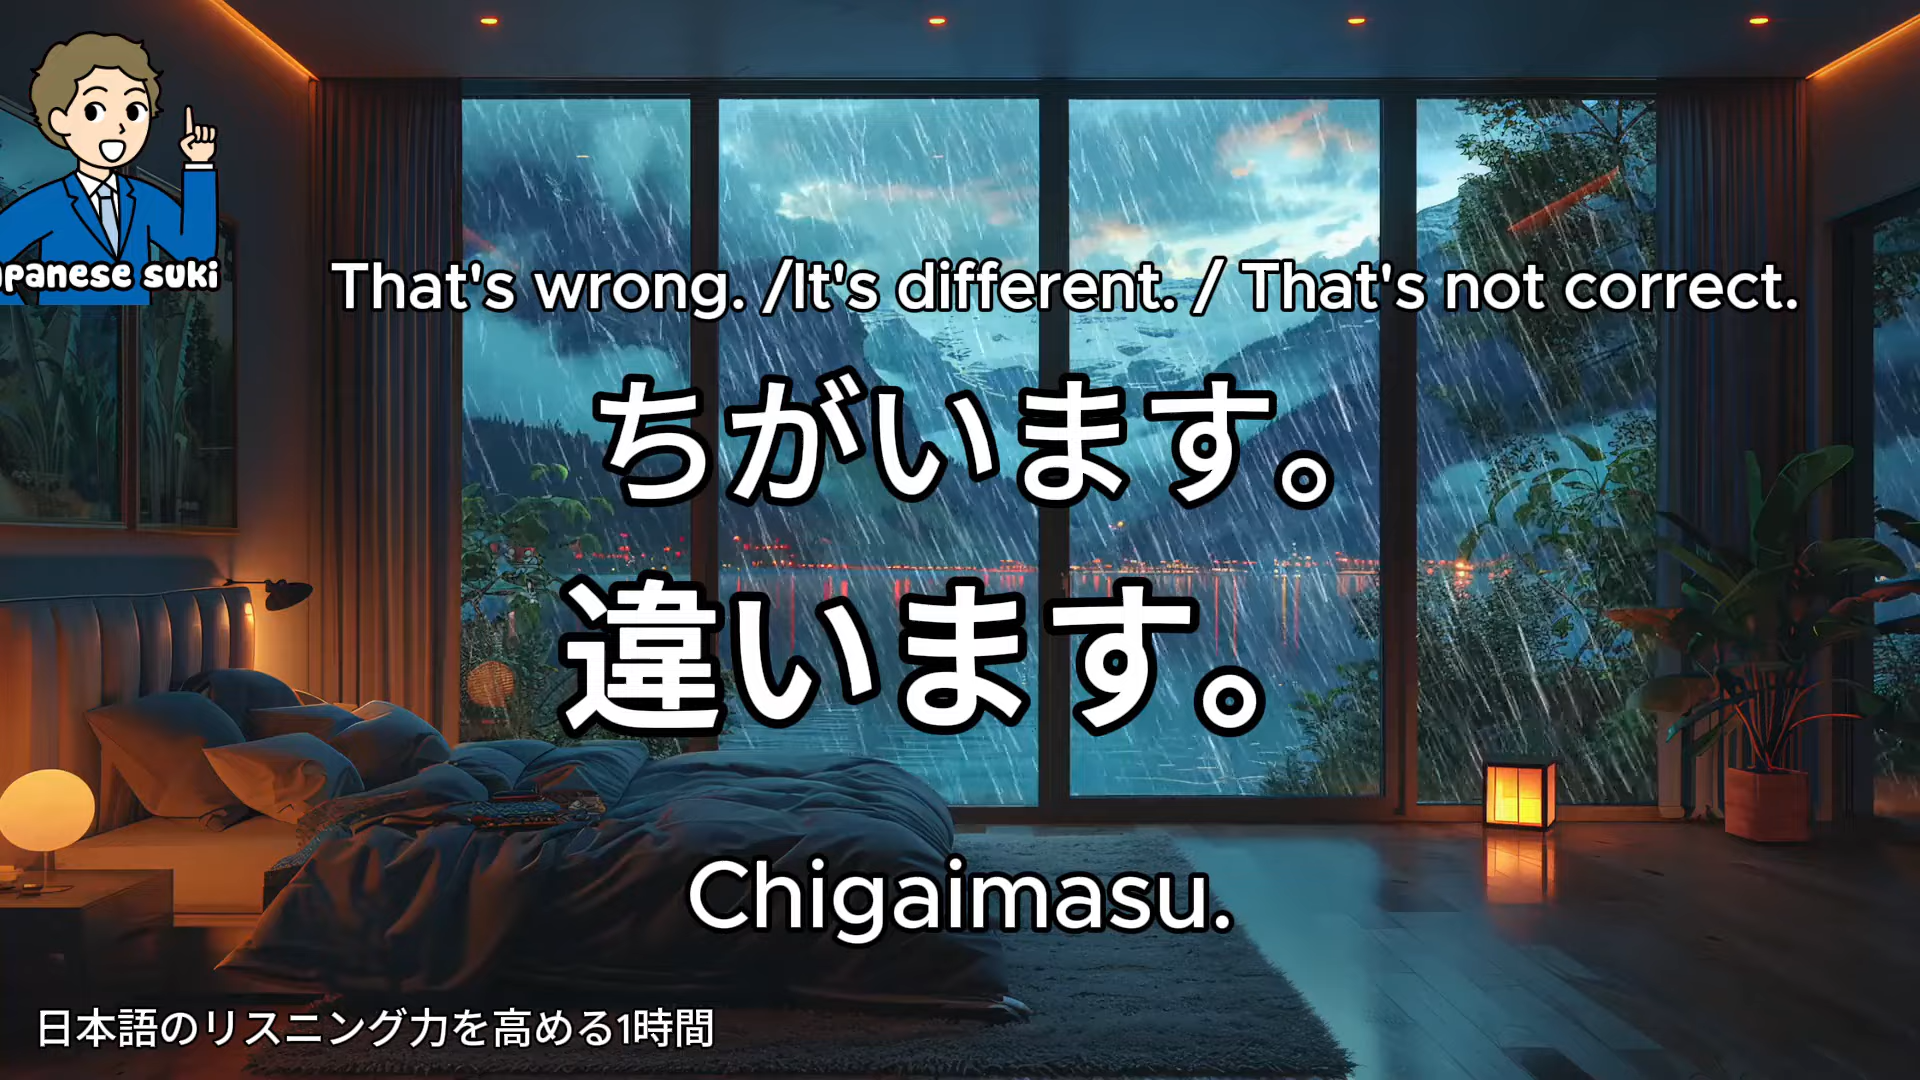 apanese suki
That's wrong. /It's different. / That's not correct.
ちがいます。
違います。
Chigaimasu.
日本語のリスニング力を高める1時間